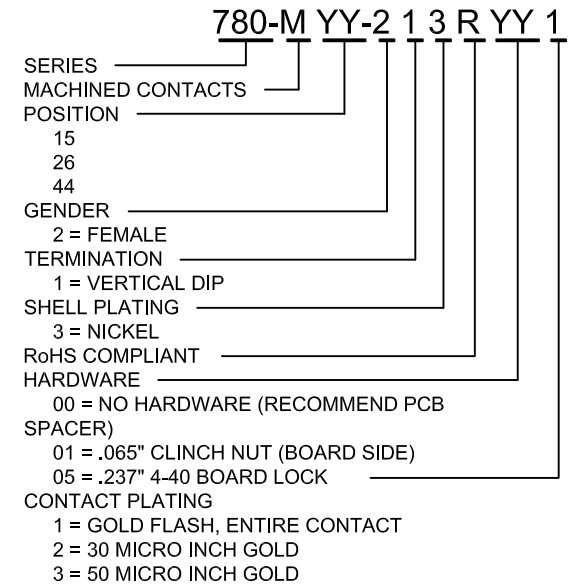 780-M YY-2 1 3 R YY 1
SERIES
MACHINED CONTACTS
POSITION
15
26
44
GENDER
2 = FEMALE
TERMINATION
1 = VERTICAL DIP
SHELL PLATING
3 = NICKEL
RoHS COMPLIANT
HARDWARE
00 = NO HARDWARE (RECOMMEND PCB
SPACER)
01 = .065" CLINCH NUT (BOARD SIDE)
05 = .237" 4-40 BOARD LOCK
CONTACT PLATING
1 = GOLD FLASH, ENTIRE CONTACT
2 = 30 MICRO INCH GOLD
3 = 50 MICRO INCH GOLD